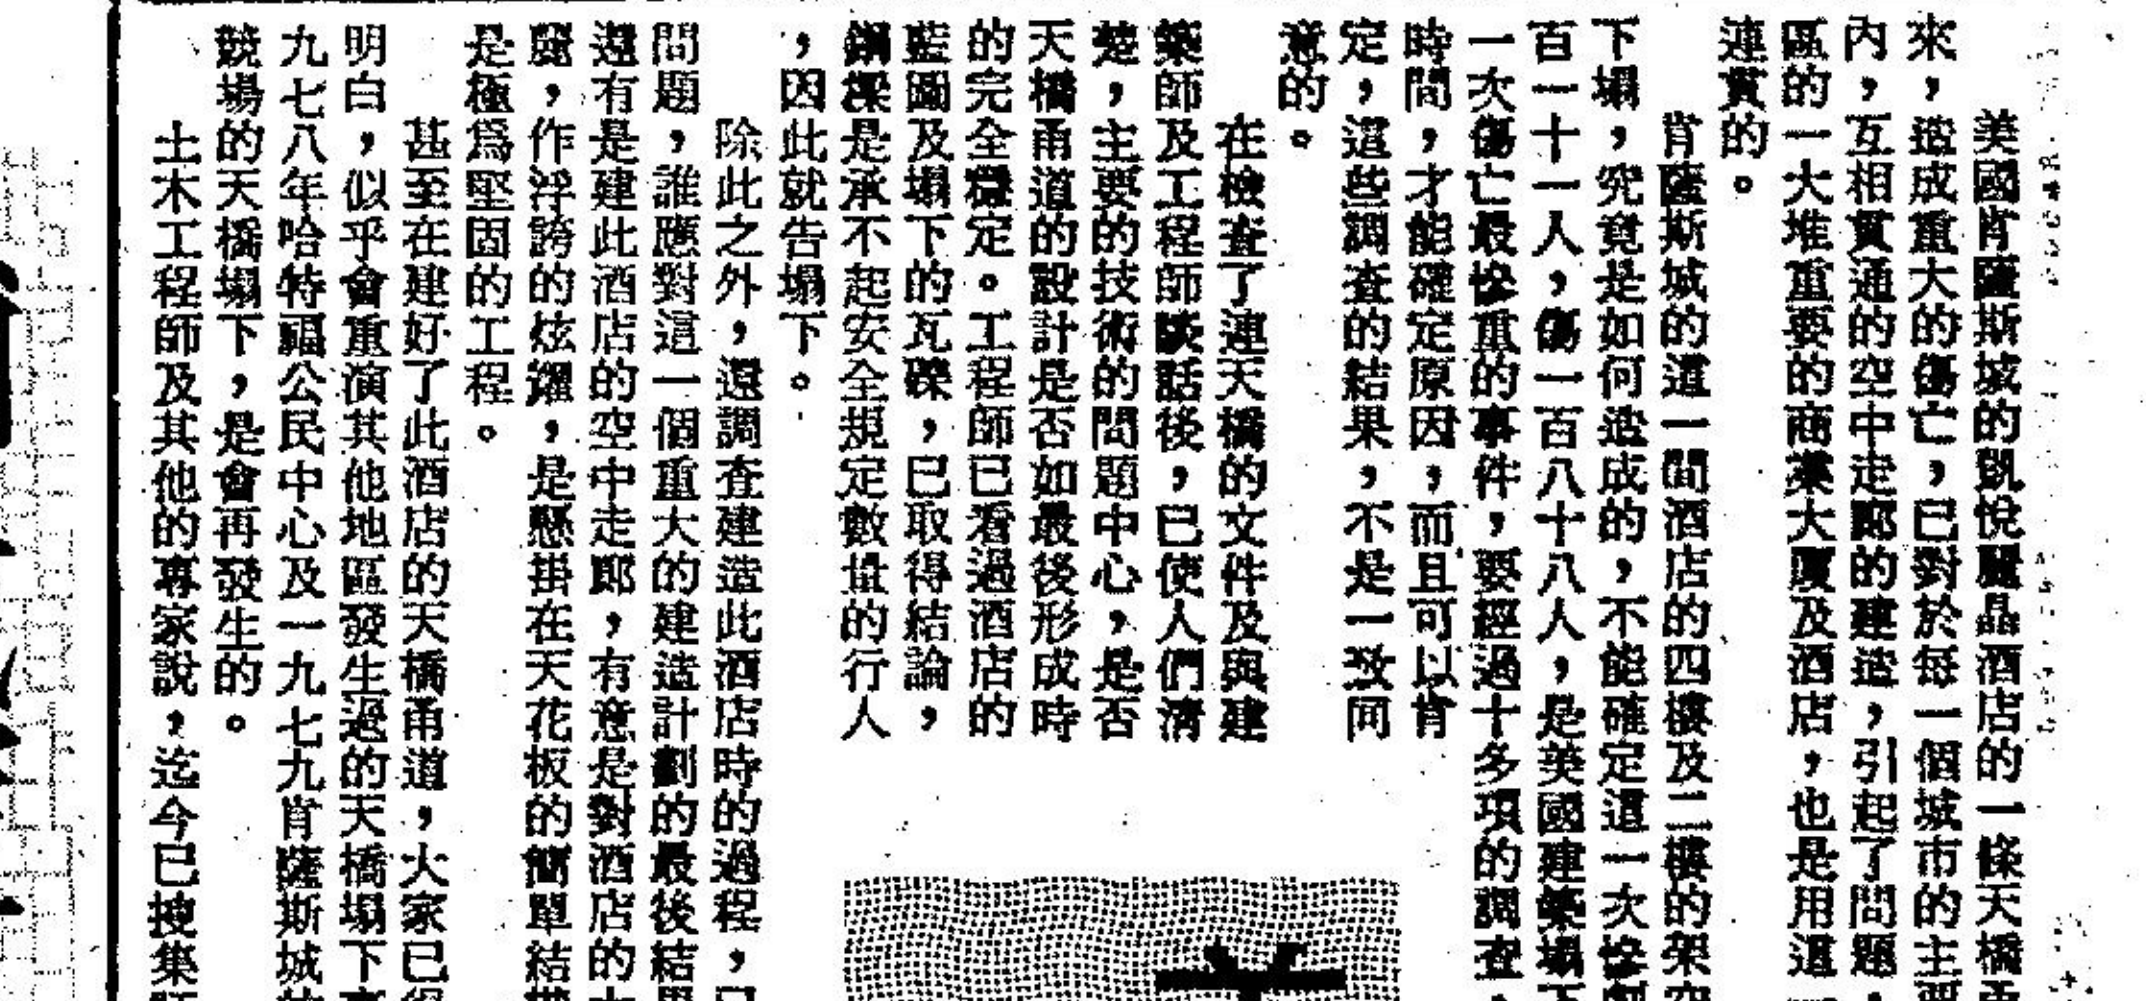 美國肯薩斯城的凱悅麗晶酒店的一條天橋
來，造成重大的傷亡，已對於每一個城市的主要
內，互相貫通的空中走廊的建造，引起了問題，
區的一大堆重要的商業大廈及酒店，也是用這
連貫的。
肯薩斯城的這一間酒店的四樓及二樓的架空
下塌，究竟是如何造成的，不能確定這一次慘劇
百一十一人，傷一百八十八人，是美國建築塌下
一次傷亡最慘重的事件，要經過十多項的調查，
時間，才能確定原因，而且可以肯
定，這些調查的結果，不是一致同
意的。
在檢查了連天橋的文件及與建
築師及工程師談話後，已使人們清
楚，主要的技術的問題中心，是否
天橋甬道的設計是否如最後形成時
的完全穩定。工程師已看過酒店的
藍圖及塌下的瓦礫，已取得結論，
鋼樑是承不起安全規定數量的行人
，因此就告塌下。
除此之外，還調查建造此酒店時的過程，
問題，誰應對這一個重大的建造計劃的最後結果
還有是建此酒店的空中走廊，有意是對酒店的
麗，作浮誇的炫耀，是懸掛在天花板的簡單結
是極為堅固的工程。
甚至在建好了此酒店的天橋甬道，大家已
明白，似乎會重演其他地區發生過的天橋塌下
九七八年哈特福公民中心及一九七九肯薩斯城
競場的天橋塌下，是會再發生的。
土木工程師及其他的專家說，迄今已搜集